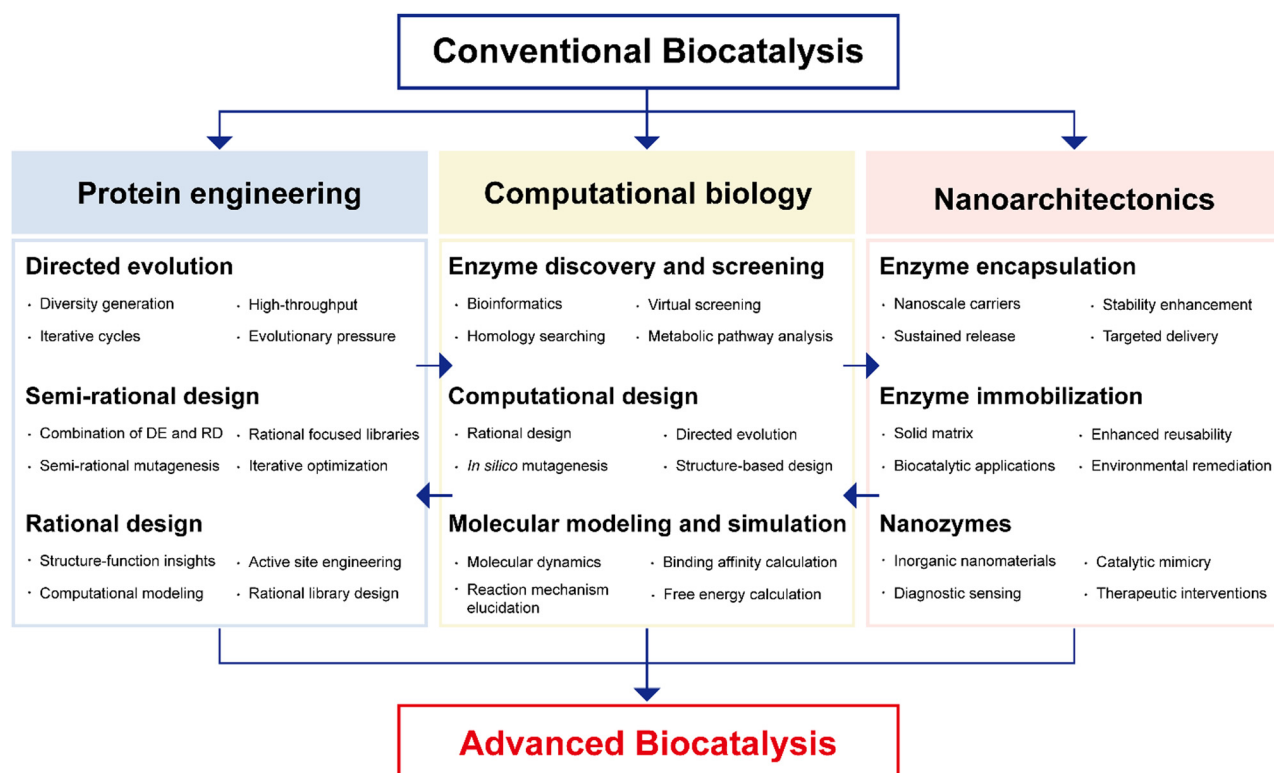 Conventional Biocatalysis
Protein engineering
Directed evolution
· Diversity generation
· High-throughput
· Iterative cycles
· Evolutionary pressure
Semi-rational design
· Combination of DE and RD
· Rational focused libraries
· Semi-rational mutagenesis
· Iterative optimization
Rational design
· Structure-function insights
· Active site engineering
· Computational modeling
· Rational library design
Computational biology
Enzyme discovery and screening
· Bioinformatics
· Virtual screening
· Homology searching
· Metabolic pathway analysis
Computational design
· Rational design
· Directed evolution
· In silico mutagenesis
· Structure-based design
Molecular modeling and simulation
· Molecular dynamics
· Binding affinity calculation
· Reaction mechanism
elucidation
· Free energy calculation
Nanoarchitectonics
Enzyme encapsulation
· Nanoscale carriers
· Stability enhancement
· Sustained release
· Targeted delivery
Enzyme immobilization
· Solid matrix
· Enhanced reusability
· Biocatalytic applications
· Environmental remediation
Nanozymes
· Inorganic nanomaterials
· Catalytic mimicry
· Diagnostic sensing
· Therapeutic interventions
Advanced Biocatalysis